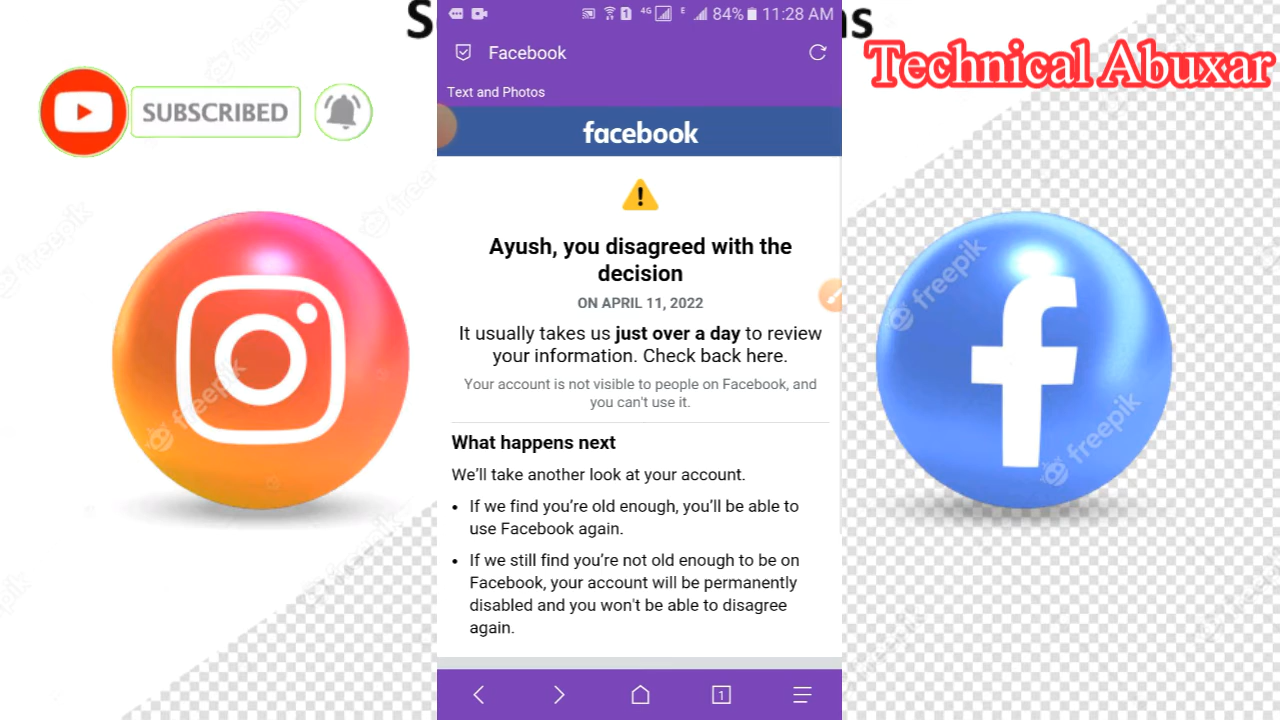 84% 11:28 AM
Technical Abuxar
Facebook
SUBSCRIBED
Text and Photos
facebook
Ayush, you disagreed with the
decision
ON APRIL 11, 2022
It usually takes us just over a day to review
your information. Check back here.
Your account is not visible to people on Facebook, and
you can't use it.
What happens next
We'll take another look at your account.
• If we find you're old enough, you'll be able to
use Facebook again.
• If we still find you're not old enough to be on
Facebook, your account will be permanently
disabled and you won't be able to disagree
again.
1
freepik
freepik
freepik